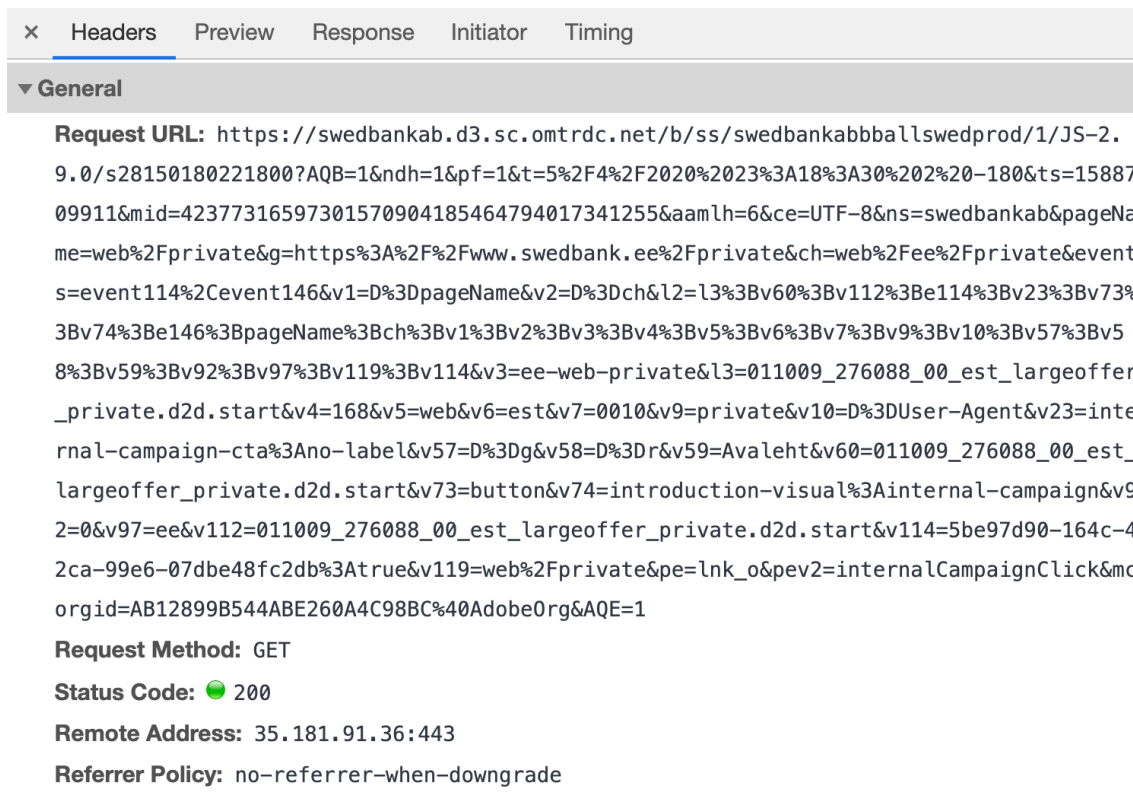 × Headers Preview Response Initiator Timing
▼ General
Request URL: https://swedbankab.d3.sc.omtrdc.net/b/ss/swedbankabbballswedprod/1/JS-2.
9.0/s28150180221800?AQB=1&ndh=1&pf=1&t=5%2F4%2F2020%2023%3A18%3A30%202%20-180&ts=15887
09911&mid=42377316597301570904185464794017341255&aamlh=6&ce=UTF-8&ns=swedbankab&pageNa
me=web%2Fprivate&g=https%3A%2F%2Fwww.swedbank.ee%2Fprivate&ch=web%2Fee%2Fprivate&event
s=event114%2Cevent146&v1=D%3DpageName&v2=D%3Dch&l2=l3%3Bv60%3Bv112%3Be114%3Bv23%3Bv73%
3Bv74%3Be146%3BpageName%3Bch%3Bv1%3Bv2%3Bv3%3Bv4%3Bv5%3Bv6%3Bv7%3Bv9%3Bv10%3Bv57%3Bv5
8%3Bv59%3Bv92%3Bv97%3Bv119%3Bv114&v3=ee-web-private&l3=011009_276088_00_est_largeoffer
_private.d2d.start&v4=168&v5=web&v6=est&v7=0010&v9=private&v10=D%3DUser-Agent&v23=inte
rnal-campaign-cta%3Ano-label&v57=D%3Dg&v58=D%3Dr&v59=Avaleht&v60=011009_276088_00_est_
largeoffer_private.d2d.start&v73=button&v74=introduction-visual%3Ainternal-campaign&v9
2=0&v97=ee&v112=011009_276088_00_est_largeoffer_private.d2d.start&v114=5be97d90-164c-4
2ca-99e6-07dbe48fc2db%3Atrue&v119=web%2Fprivate&pe=lnk_o&pev2=internalCampaignClick&mc
orgid=AB12899B544ABE260A4C98BC%40AdobeOrg&AQE=1
Request Method: GET
Status Code: 200
Remote Address: 35.181.91.36:443
Referrer Policy: no-referrer-when-downgrade